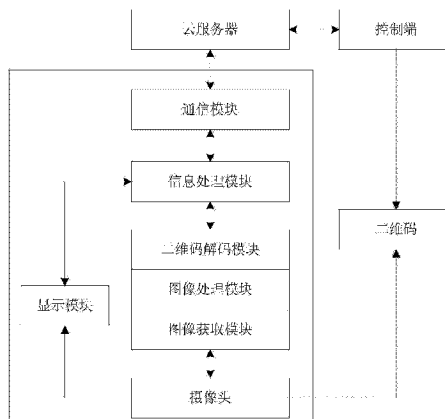 云服务器
控制端
通信模块
信息处理模块
二维码解码模块
二维码
图像处理模块
显示模块
图像获取模块
摄像头